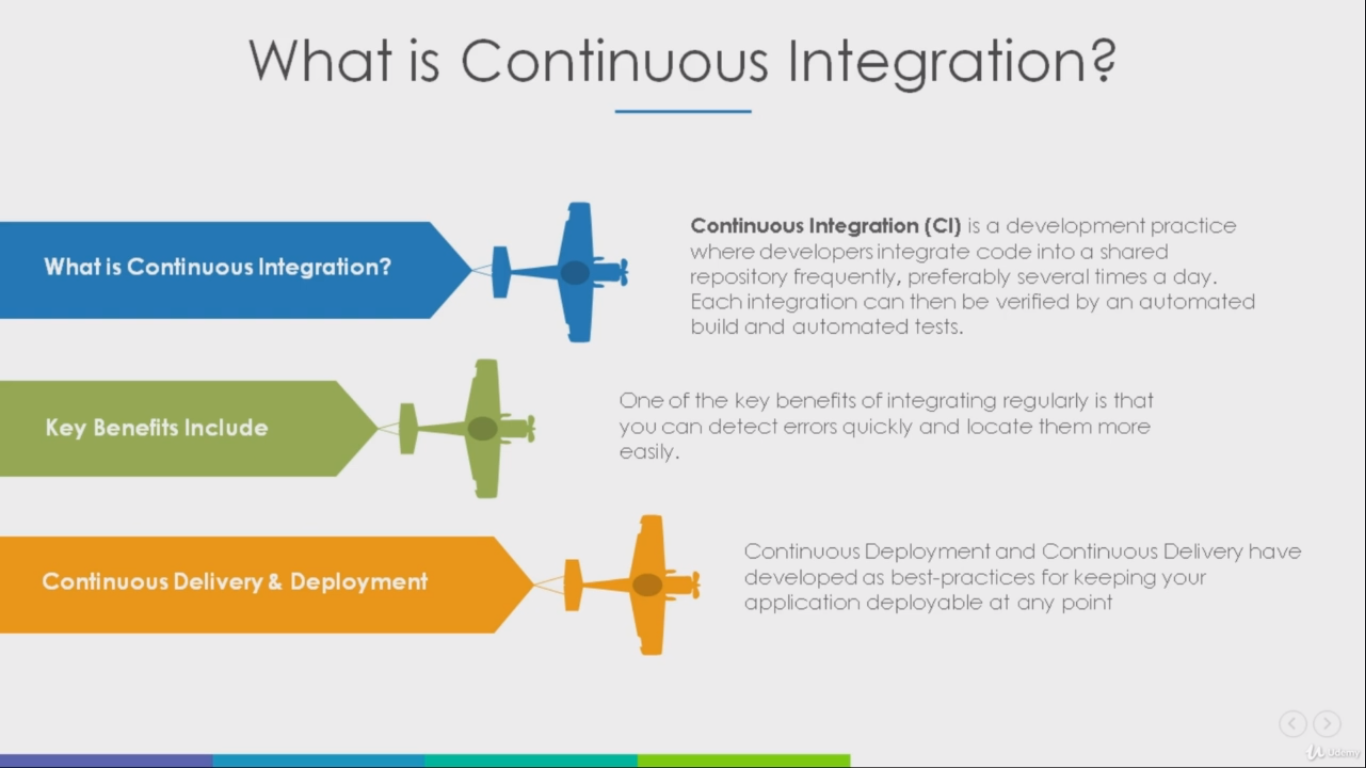 What is Continuous Integration?
What is Continuous Integration?
Continuous Integration (CI) is a development practice
where developers integrate code into a shared
repository frequently, preferably several times a day.
Each integration can then be verified by an automated
build and automated tests.
Key Benefits Include
One of the key benefits of integrating regularly is that
you can detect errors quickly and locate them more
easily.
Continuous Delivery & Deployment
Continuous Deployment and Continuous Delivery have
developed as best-practices for keeping your
application deployable at any point
Udemy